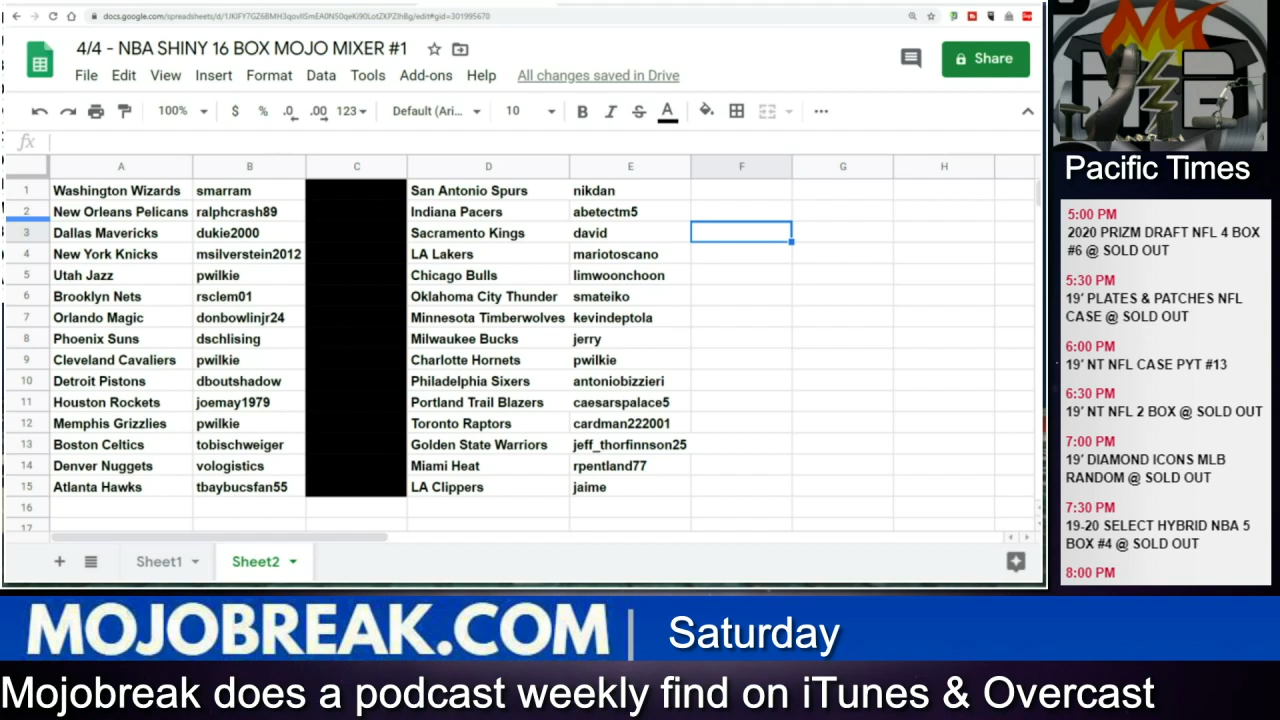 docs.google.com/spreadsheets/d/
4/4 - NBA SHINY 16 BOX MOJO MIXER #1
File Edit View Insert Format Data Tools Add-ons Help All changes saved in Drive
Share
100% $ % .0 .00 123 Default (Ari... 10 B I S A ...
fx
A B C D E F G H
1 Washington Wizards smarram San Antonio Spurs nikdan
2 New Orleans Pelicans ralphcrash89 Indiana Pacers abetectm5
3 Dallas Mavericks dukie2000 Sacramento Kings david
4 New York Knicks msilverstein2012 LA Lakers mariotoscano
5 Utah Jazz pwilkie Chicago Bulls limwoonchoon
6 Brooklyn Nets rsclem01 Oklahoma City Thunder smateiko
7 Orlando Magic donbowlinjr24 Minnesota Timberwolves kevindeptola
8 Phoenix Suns dschlising Milwaukee Bucks jerry
9 Cleveland Cavaliers pwilkie Charlotte Hornets pwilkie
10 Detroit Pistons dboutshadow Philadelphia Sixers antoniobizzieri
11 Houston Rockets joemay1979 Portland Trail Blazers caesarspalace5
12 Memphis Grizzlies pwilkie Toronto Raptors cardman222001
13 Boston Celtics tobischweiger Golden State Warriors jeff_thorfinnson25
14 Denver Nuggets vologistics Miami Heat rpentland77
15 Atlanta Hawks tbaybucsfan55 LA Clippers jaime
16
17
Sheet1 Sheet2
Pacific Times
5:00 PM
2020 PRIZM DRAFT NFL 4 BOX
#6 @ SOLD OUT
5:30 PM
19' PLATES & PATCHES NFL
CASE @ SOLD OUT
6:00 PM
19' NT NFL CASE PYT #13
6:30 PM
19' NT NFL 2 BOX @ SOLD OUT
7:00 PM
19' DIAMOND ICONS MLB
RANDOM @ SOLD OUT
7:30 PM
19-20 SELECT HYBRID NBA 5
BOX #4 @ SOLD OUT
8:00 PM
MOJOBREAK.COM | Saturday
Mojobreak does a podcast weekly find on iTunes & Overcast